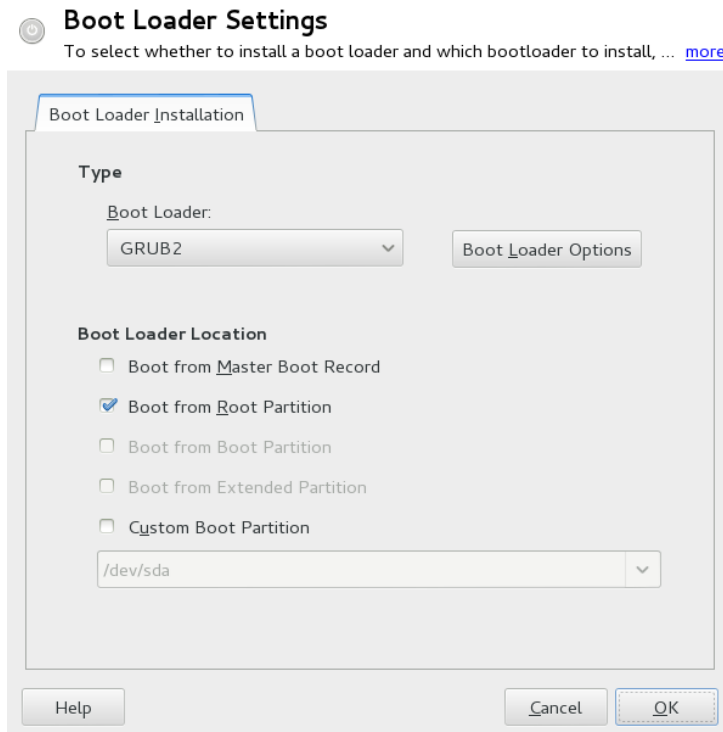 Boot Loader Settings
To select whether to install a boot loader and which bootloader to install, ... more
Boot Loader Installation
Type
Boot Loader:
GRUB2
Boot Loader Options
Boot Loader Location
Boot from Master Boot Record
Boot from Root Partition
Boot from Boot Partition
Boot from Extended Partition
Custom Boot Partition
/dev/sda
Help
Cancel
OK